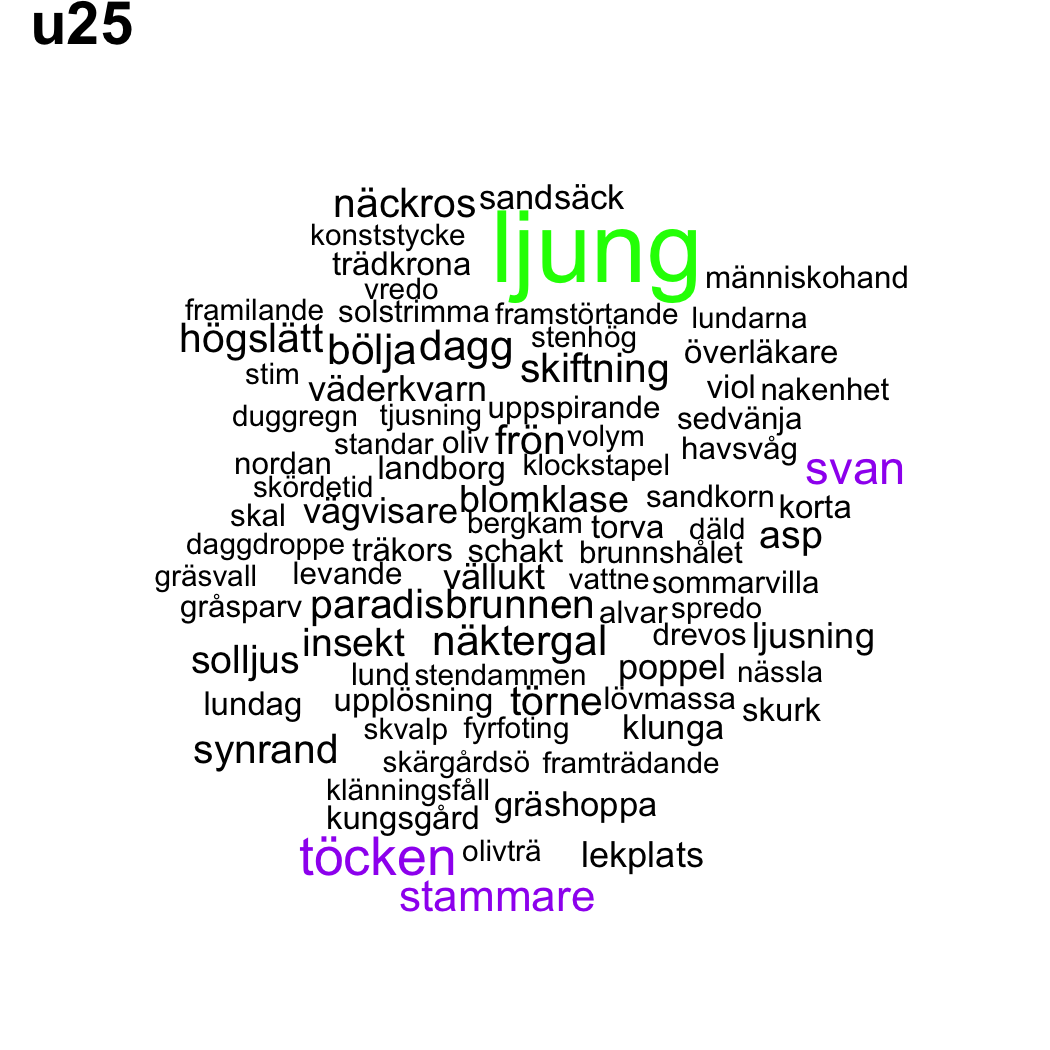 u25
näckros sandsäck
konststycke ljung
trädkrona människohand
vredo
framilande solstrimma framstörtande lundarna
högslätt bölja dagg stenhög överläkare
stim väderkvarn skiftning viol nakenhet
duggregn tjusning uppspirande sedvänja
standar oliv frön volym havsvåg
nordan landborg klockstapel svan
skördetid blomklase sandkorn korta
skal vägvisare bergkam torva däld asp
daggdroppe träkors schakt brunnshålet
gräsvall levande vällukt vattne sommarvilla
gråsparv paradisbrunnen alvar spredo
insekt näktergal drevos ljusning
solljus lund stendammen poppel nässla
lundag upplösning törne lövmassa skurk
skvalp fyrfoting klunga
synrand skärgårdsö framträdande
klänningsfåll gräshoppa
kungsgård
töcken olivträ lekplats
stammare